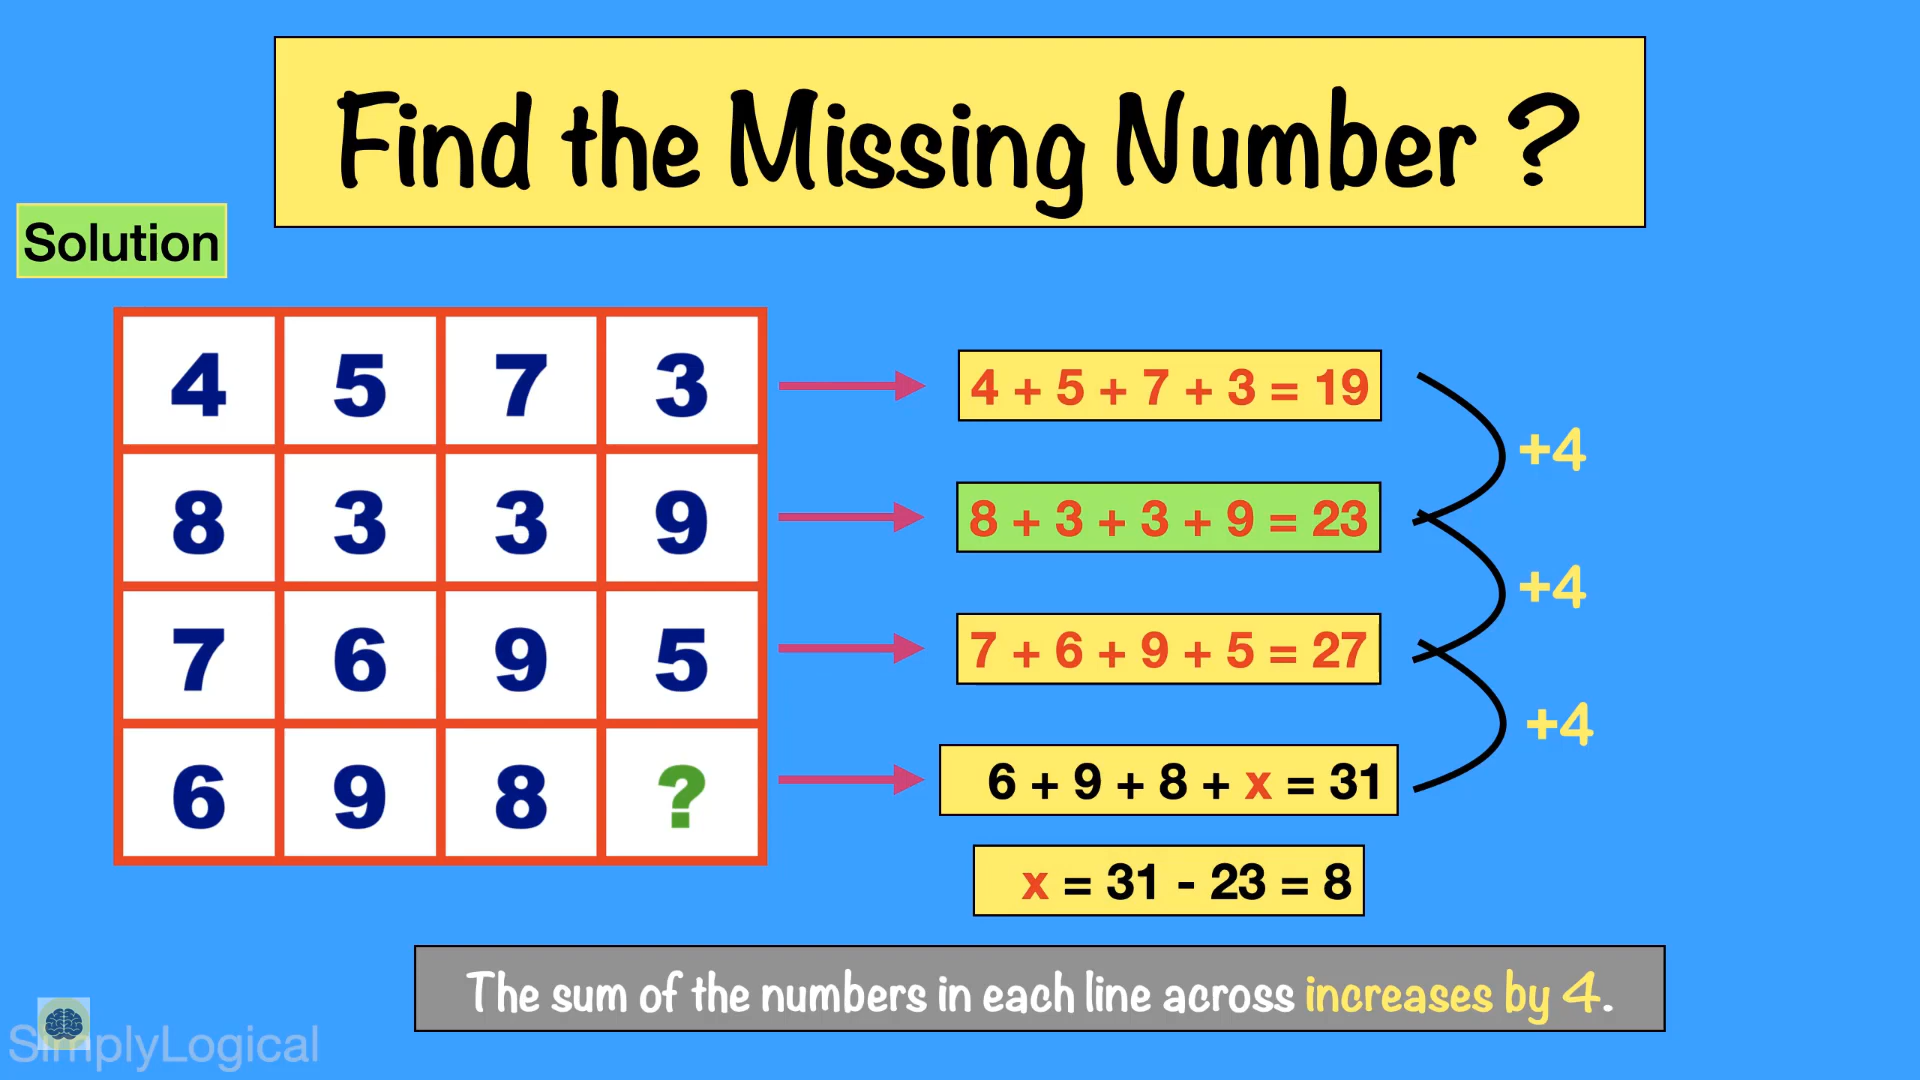 Find the Missing Number ?
Solution
4 5 7 3
4 + 5 + 7 + 3 = 19
+4
8 3 3 9
8 + 3 + 3 + 9 = 23
+4
7 6 9 5
7 + 6 + 9 + 5 = 27
+4
6 9 8 ?
6 + 9 + 8 + x = 31
x = 31 - 23 = 8
The sum of the numbers in each line across increases by 4.
SimplyLogical